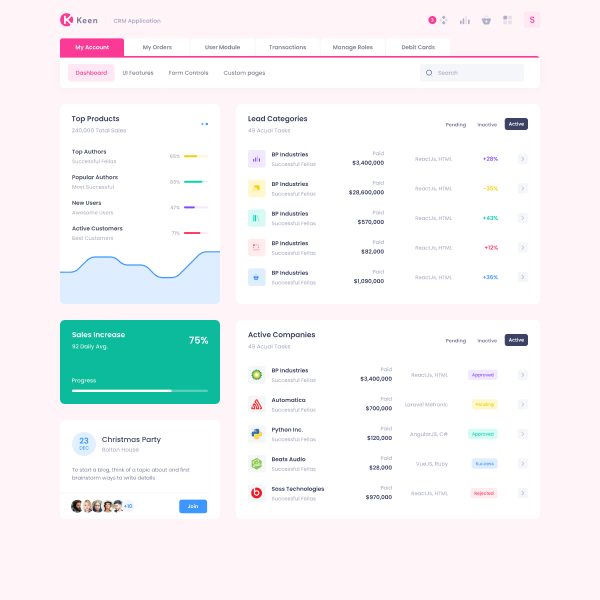 Keen
CRM Application
3
S
My Account
My Orders
User Module
Transactions
Manage Roles
Debit Cards
Dashboard
UI Features
Form Controls
Custom pages
Search
Top Products
240,000 Total Sales
Top Authors
Successful Fellas
Popular Authors
Most Successful
83%
New Users
Awesome Users
47%
Active Customers
Best Customers
71%
Lead Categories
49 Acual Tasks
Pending
Inactive
Active
BP Industries
Successful Fellas
Paid
$3,400,000
ReactJs, HTML
+28%
BP Industries
Successful Fellas
Paid
$28,600,000
ReactJs, HTML
-35%
BP Industries
Successful Fellas
Paid
$570,000
ReactJs, HTML
+43%
BP Industries
Successful Fellas
Paid
$82,000
ReactJs, HTML
+12%
BP Industries
Successful Fellas
Paid
$1,090,000
ReactJs, HTML
+36%
Sales Increase
92 Daily Avg.
75%
Progress
23
DEC
Christmas Party
Bolton House
To start a blog, think of a topic about and first
brainstorm ways to write details
+10
Join
Active Companies
49 Acual Tasks
Pending
Inactive
Active
BP Industries
Successful Fellas
Paid
$3,400,000
ReactJs, HTML
Approved
Automatica
Successful Fellas
Paid
$700,000
Laravel Metronic
Pending
Python Inc.
Successful Fellas
Paid
$120,000
AngularJS, C#
Approved
Beats Audio
Successful Fellas
Paid
$28,000
VueJS, Ruby
Success
Soss Technologies
Successful Fellas
Paid
$970,000
ReactJs, HTML
Rejected